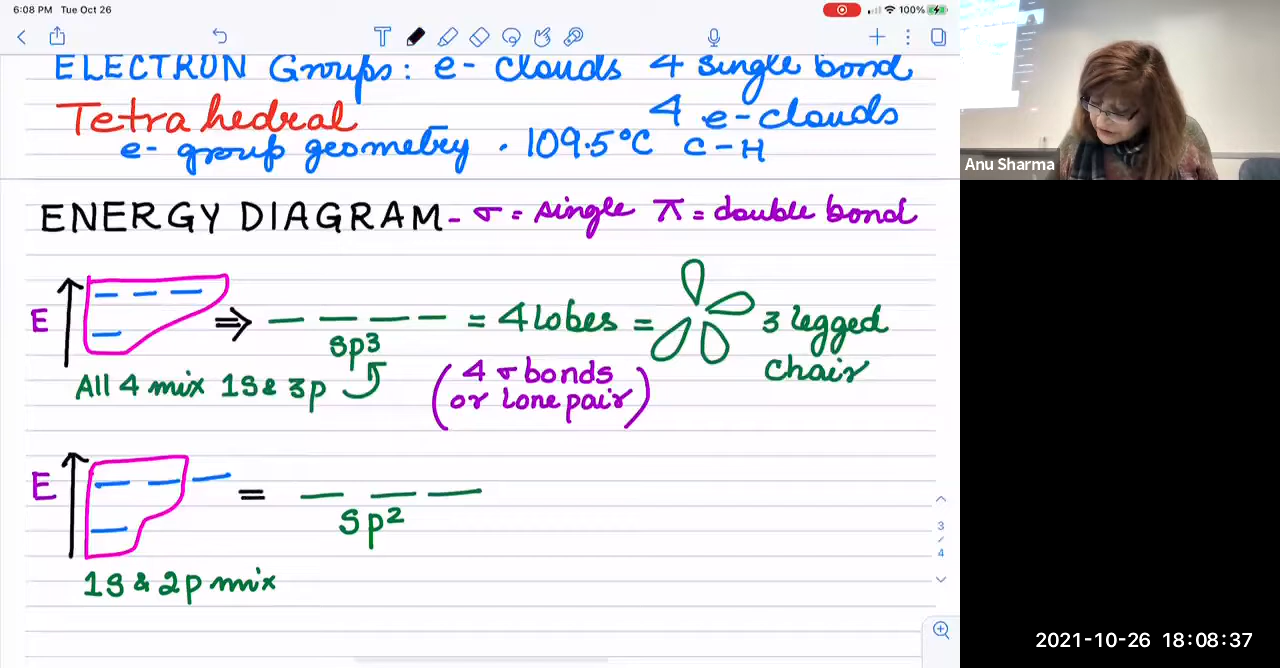 6:08 PM Tue Oct 26
100%
ELECTRON Groups: e- clouds 4 single bond
Tetrahedral 4 e-clouds
e- group geometry · 109.5°C C-H
Anu Sharma
ENERGY DIAGRAM - σ = single π = double bond
E ⇒ = 4 lobes = 3 legged chair
sp3
All 4 mix 1s & 3p
(4 σ bonds
or lone pair)
E =
sp2
1s & 2p mix
3/4
2021-10-26 18:08:37